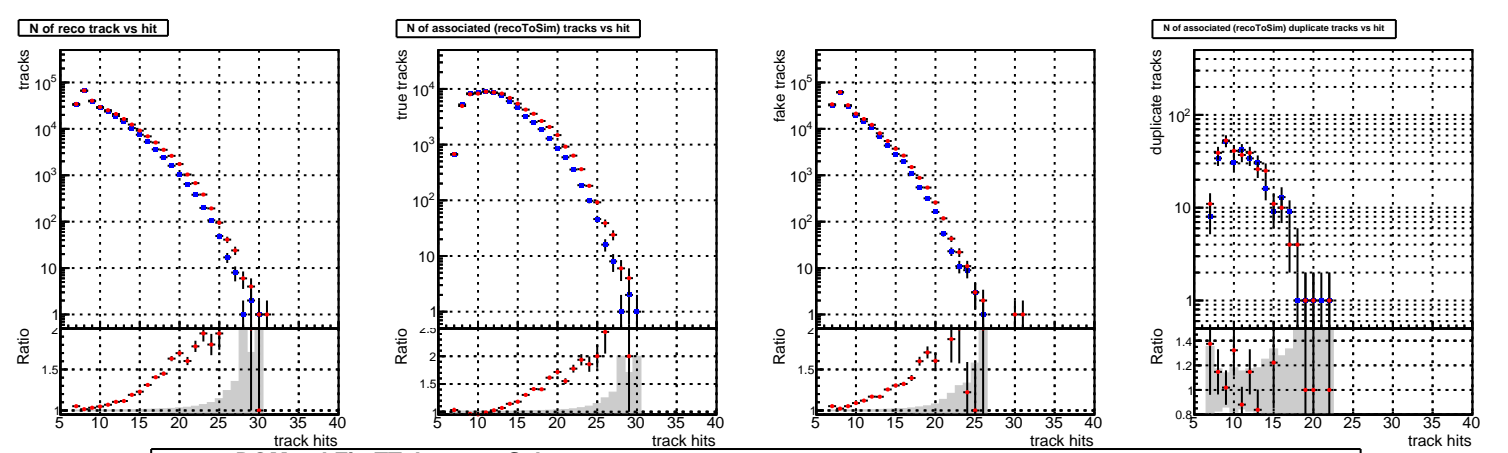 N of reco track vs hit
N of associated (recoToSim) tracks vs hit
N of associated (recoToSim) duplicate tracks vs hit
tracks
10^5
10^4
10^3
10^2
10
1
Ratio
2
1.5
1
5 10 15 20 25 30 35 40
track hits
true tracks
10^4
10^3
10^2
10
1
Ratio
2.5
2
1.5
1
5 10 15 20 25 30 35 40
track hits
fake tracks
10^5
10^4
10^3
10^2
10
1
Ratio
2
1.5
1
5 10 15 20 25 30 35 40
track hits
duplicate tracks
10^2
10
1
Ratio
1.4
1.2
1
0.8
5 10 15 20 25 30 35 40
track hits